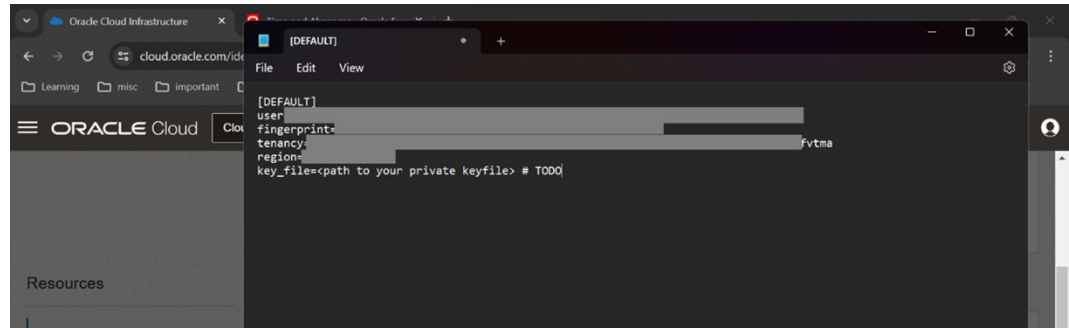 Oracle Cloud Infrastructure
cloud.oracle.com/ide
Learning misc important
ORACLE Cloud
Clou
[DEFAULT]
File Edit View
[DEFAULT]
user
fingerprint=
tenancy= fvtma
region=
key_file=<path to your private keyfile> # TODO
Resources